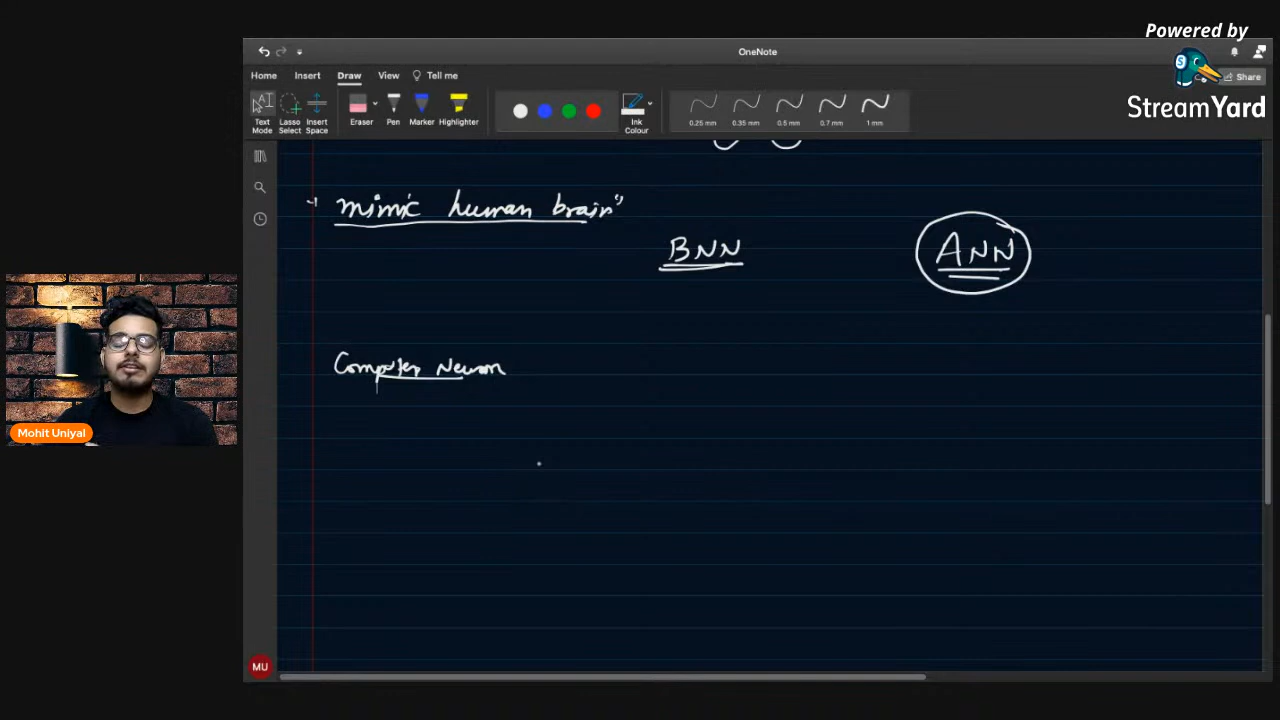 Powered by
StreamYard
OneNote
Home Insert Draw View Tell me
Share
Text Mode
Lasso Select
Insert Space
Eraser
Pen
Marker
Highlighter
Ink Colour
0.25 mm
0.35 mm
0.5 mm
0.7 mm
1 mm
"mimic human brain"
BNN
ANN
Computer Neuron
Mohit Uniyal
MU